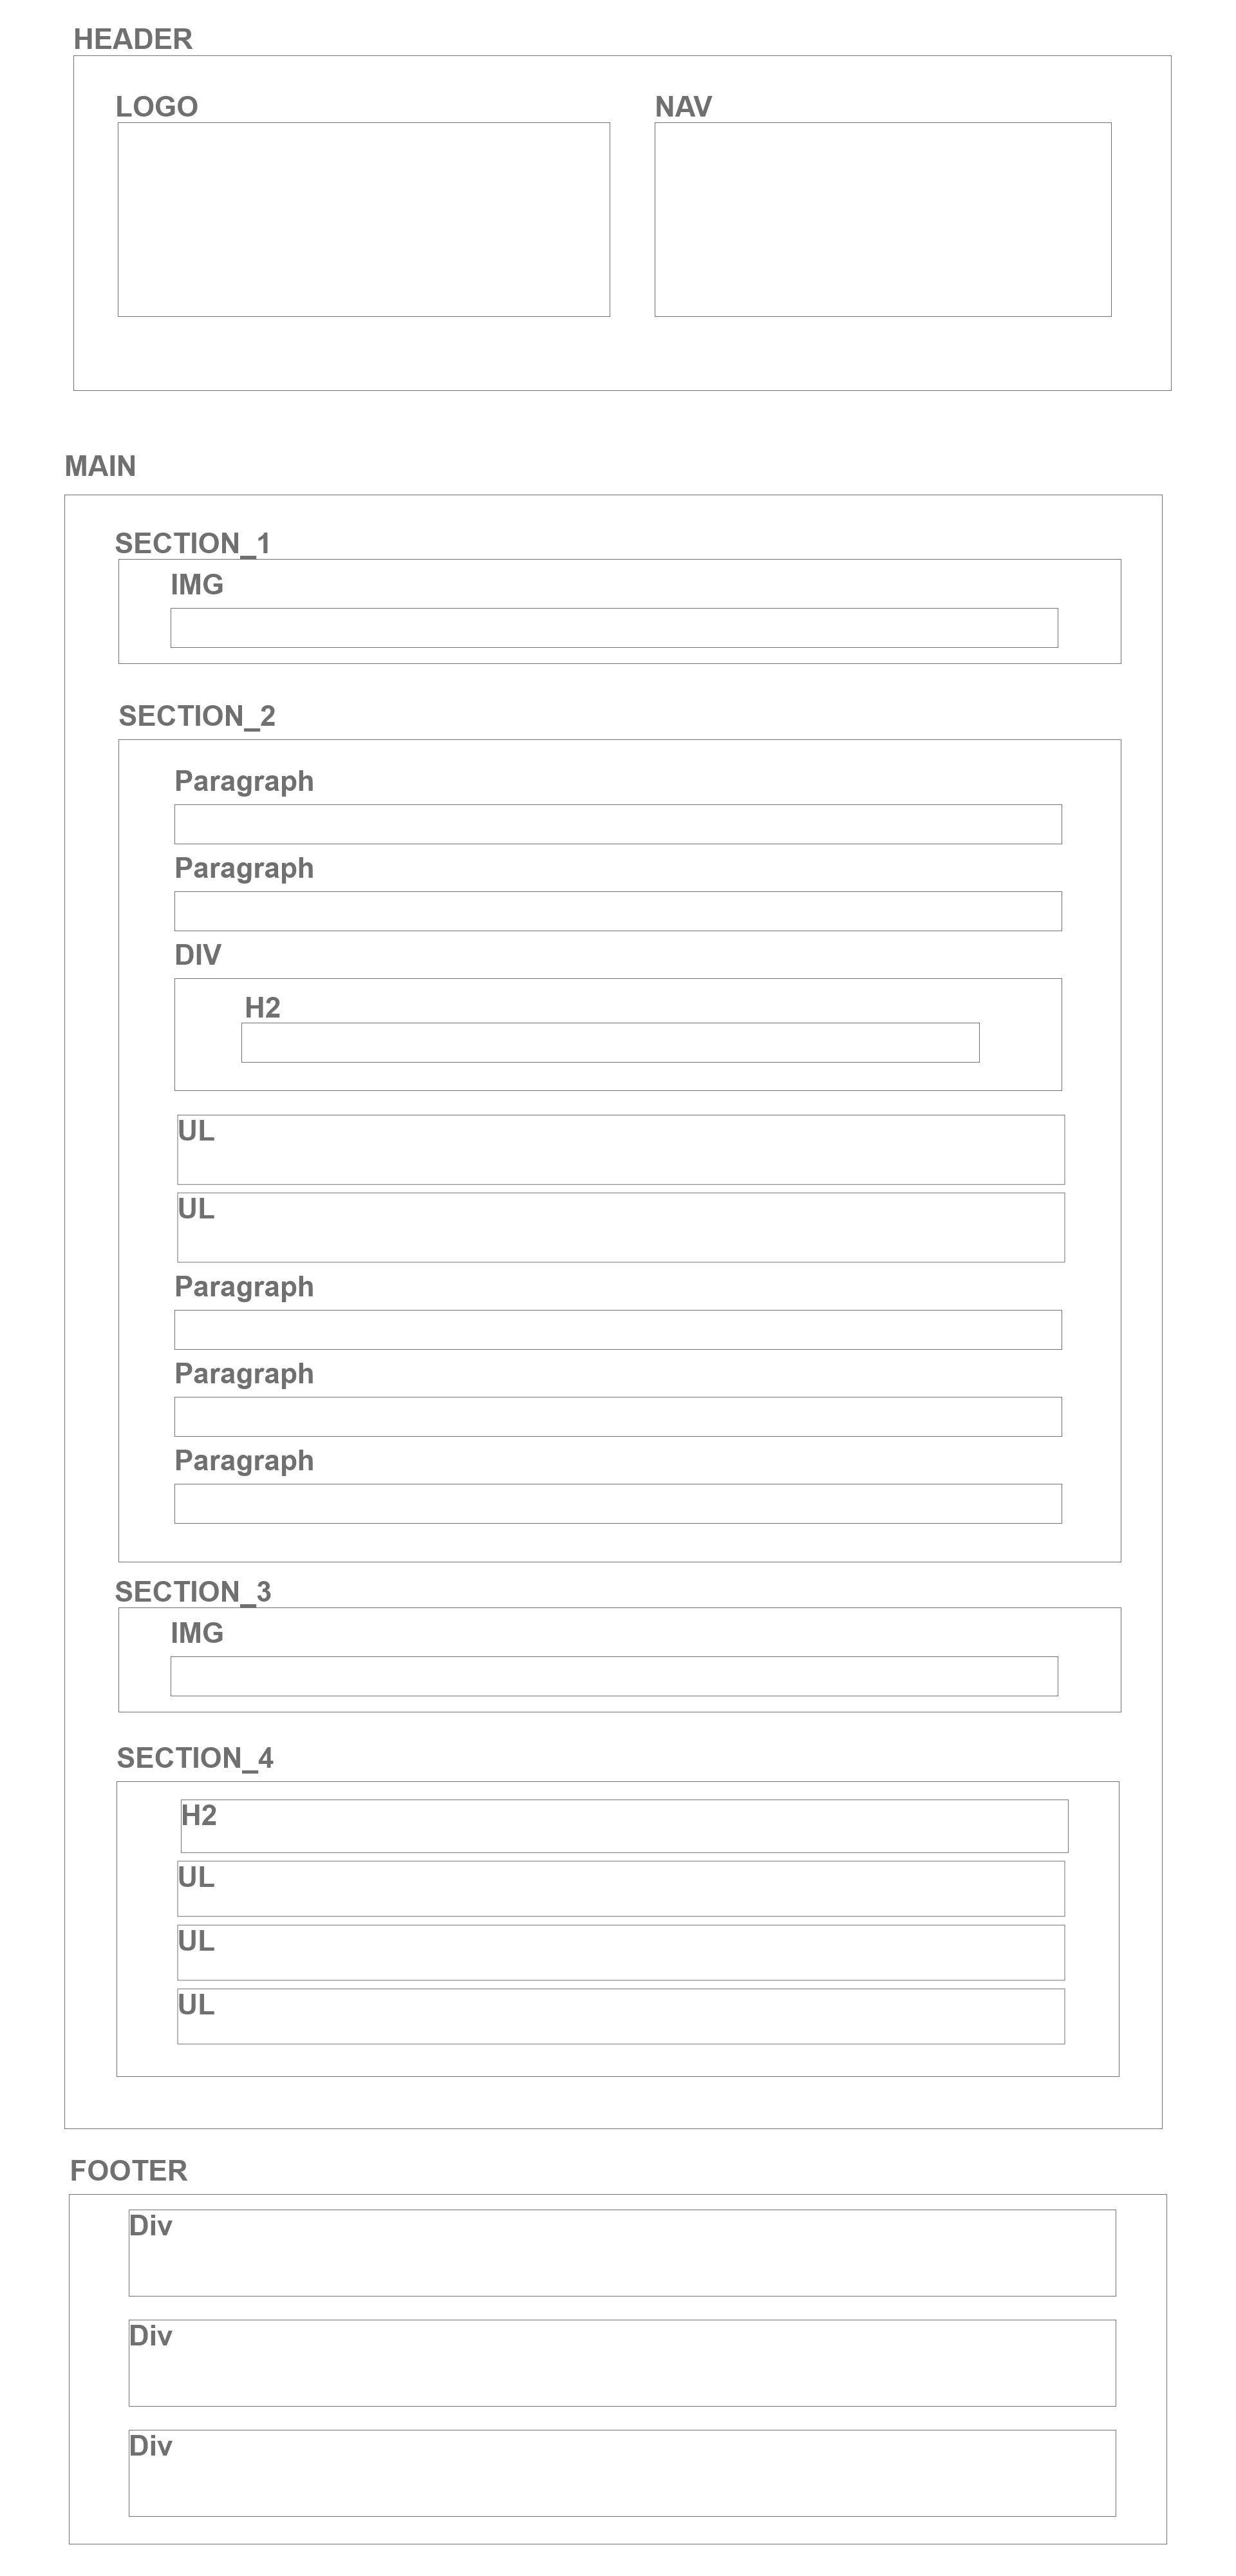 HEADER
LOGO
NAV
MAIN
SECTION_1
IMG
SECTION_2
Paragraph
Paragraph
DIV
H2
UL
UL
Paragraph
Paragraph
Paragraph
SECTION_3
IMG
SECTION_4
H2
UL
UL
UL
FOOTER
Div
Div
Div